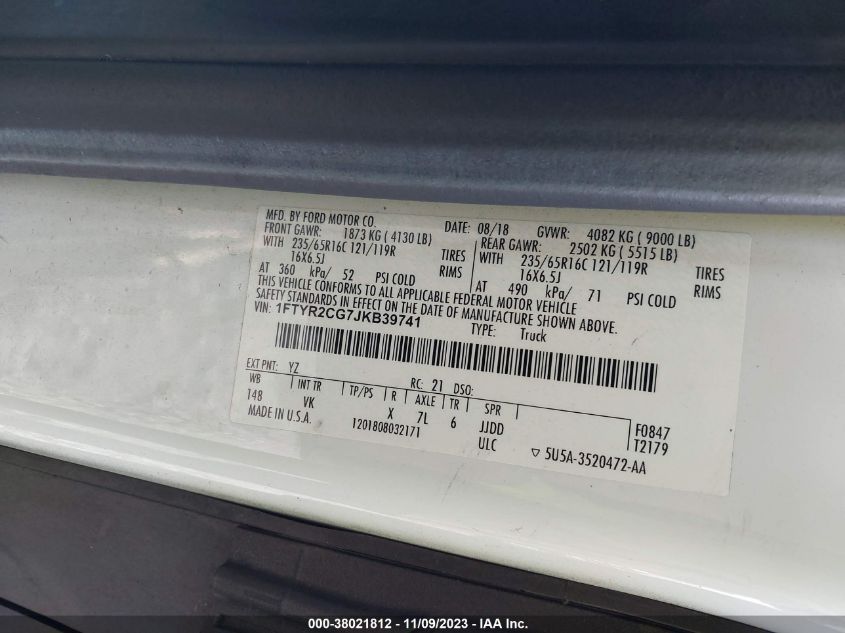 MFD. BY FORD MOTOR CO.
DATE: 08/18 GVWR: 4082 KG ( 9000 LB)
FRONT GAWR: 1873 KG ( 4130 LB)
REAR GAWR: 2502 KG ( 5515 LB)
WITH 235/65R16C 121/119R TIRES
WITH 235/65R16C 121/119R TIRES
16X6.5J RIMS
16X6.5J RIMS
AT 360 kPa/ 52 PSI COLD
AT 490 kPa/ 71 PSI COLD
THIS VEHICLE CONFORMS TO ALL APPLICABLE FEDERAL MOTOR VEHICLE
SAFETY STANDARDS IN EFFECT ON THE DATE OF MANUFACTURE SHOWN ABOVE.
VIN: 1FTYR2CG7JKB39741 TYPE: Truck
EXT PNT: YZ RC: 21 DSO:
WB INT TR TP/PS R AXLE TR SPR
148 VK X 7L 6 JJDD F0847
MADE IN U.S.A. 1201808032171 ULC T2179
▽ 5U5A-3520472-AA
000-38021812 - 11/09/2023 - IAA Inc.